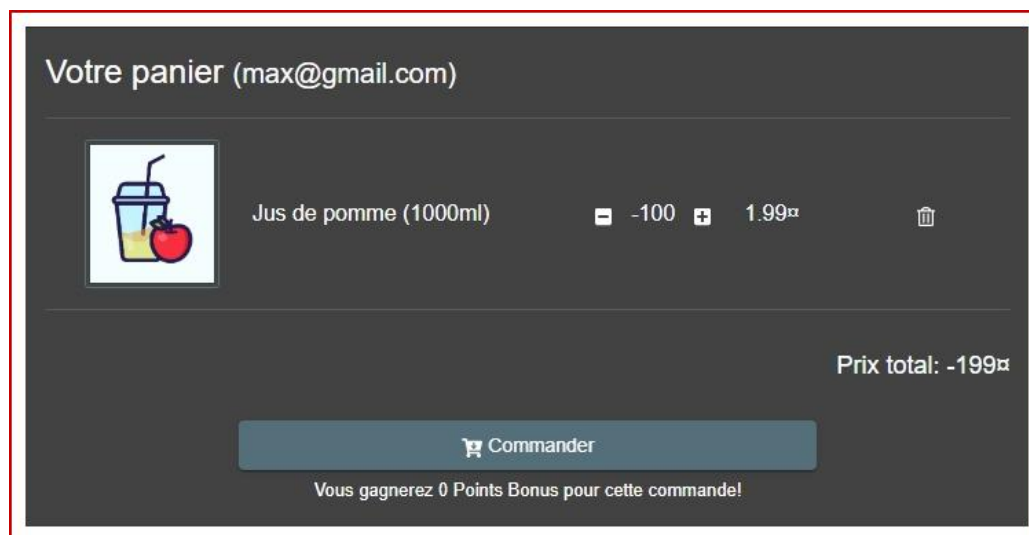 Votre panier (max@gmail.com)
Jus de pomme (1000ml) -100 1.99¤
Prix total: -199¤
Commander
Vous gagnerez 0 Points Bonus pour cette commande!